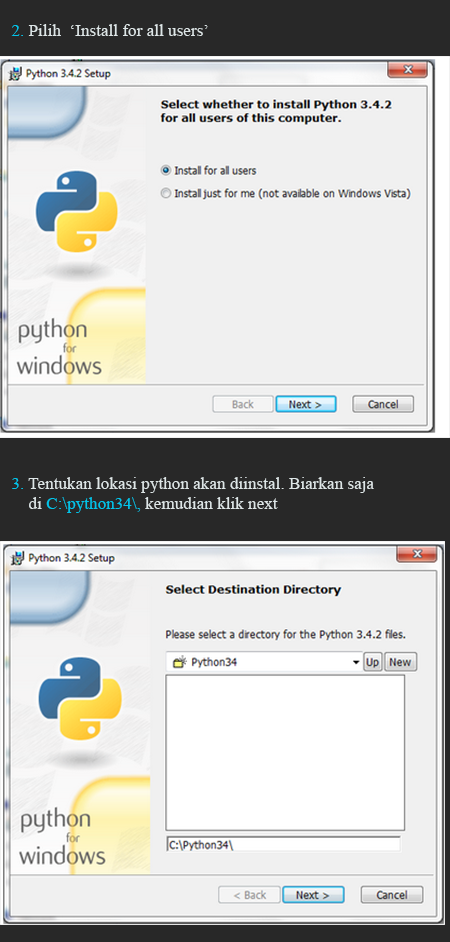 2. Pilih ‘Install for all users’
Python 3.4.2 Setup
Select whether to install Python 3.4.2
for all users of this computer.
Install for all users
Install just for me (not available on Windows Vista)
python
for
windows
Back
Next >
Cancel
3. Tentukan lokasi python akan diinstal. Biarkan saja
di C:\python34\, kemudian klik next
Python 3.4.2 Setup
Select Destination Directory
Please select a directory for the Python 3.4.2 files.
Python34
Up
New
C:\Python34\
python
for
windows
< Back
Next >
Cancel